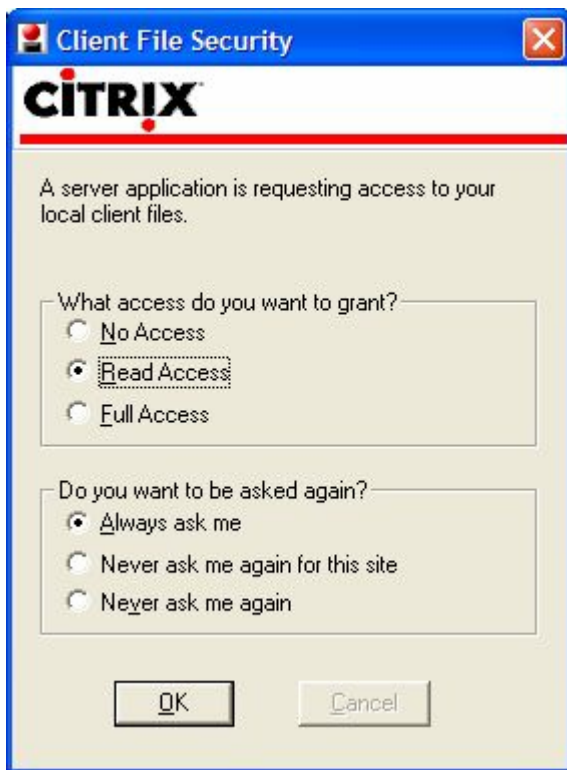 Client File Security
CİTRIX
A server application is requesting access to your
local client files.
What access do you want to grant?
No Access
Read Access
Full Access
Do you want to be asked again?
Always ask me
Never ask me again for this site
Never ask me again
OK
Cancel